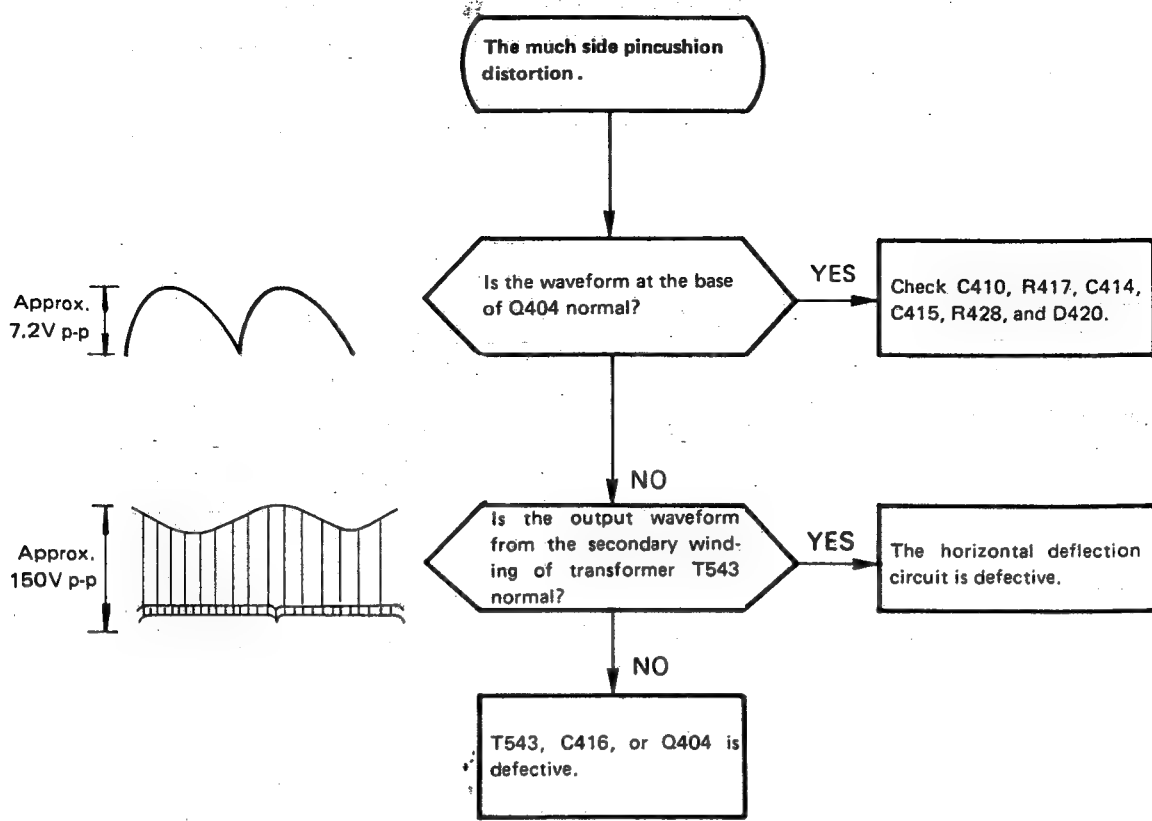 The much side pincushion
distortion.
Is the waveform at the base
of Q404 normal?
YES
Check C410, R417, C414,
C415, R428, and D420.
Approx.
7.2V p-p
NO
Is the output waveform
from the secondary wind-
ing of transformer T543
normal?
YES
The horizontal deflection
circuit is defective.
Approx.
150V p-p
NO
T543, C416, or Q404 is
defective.